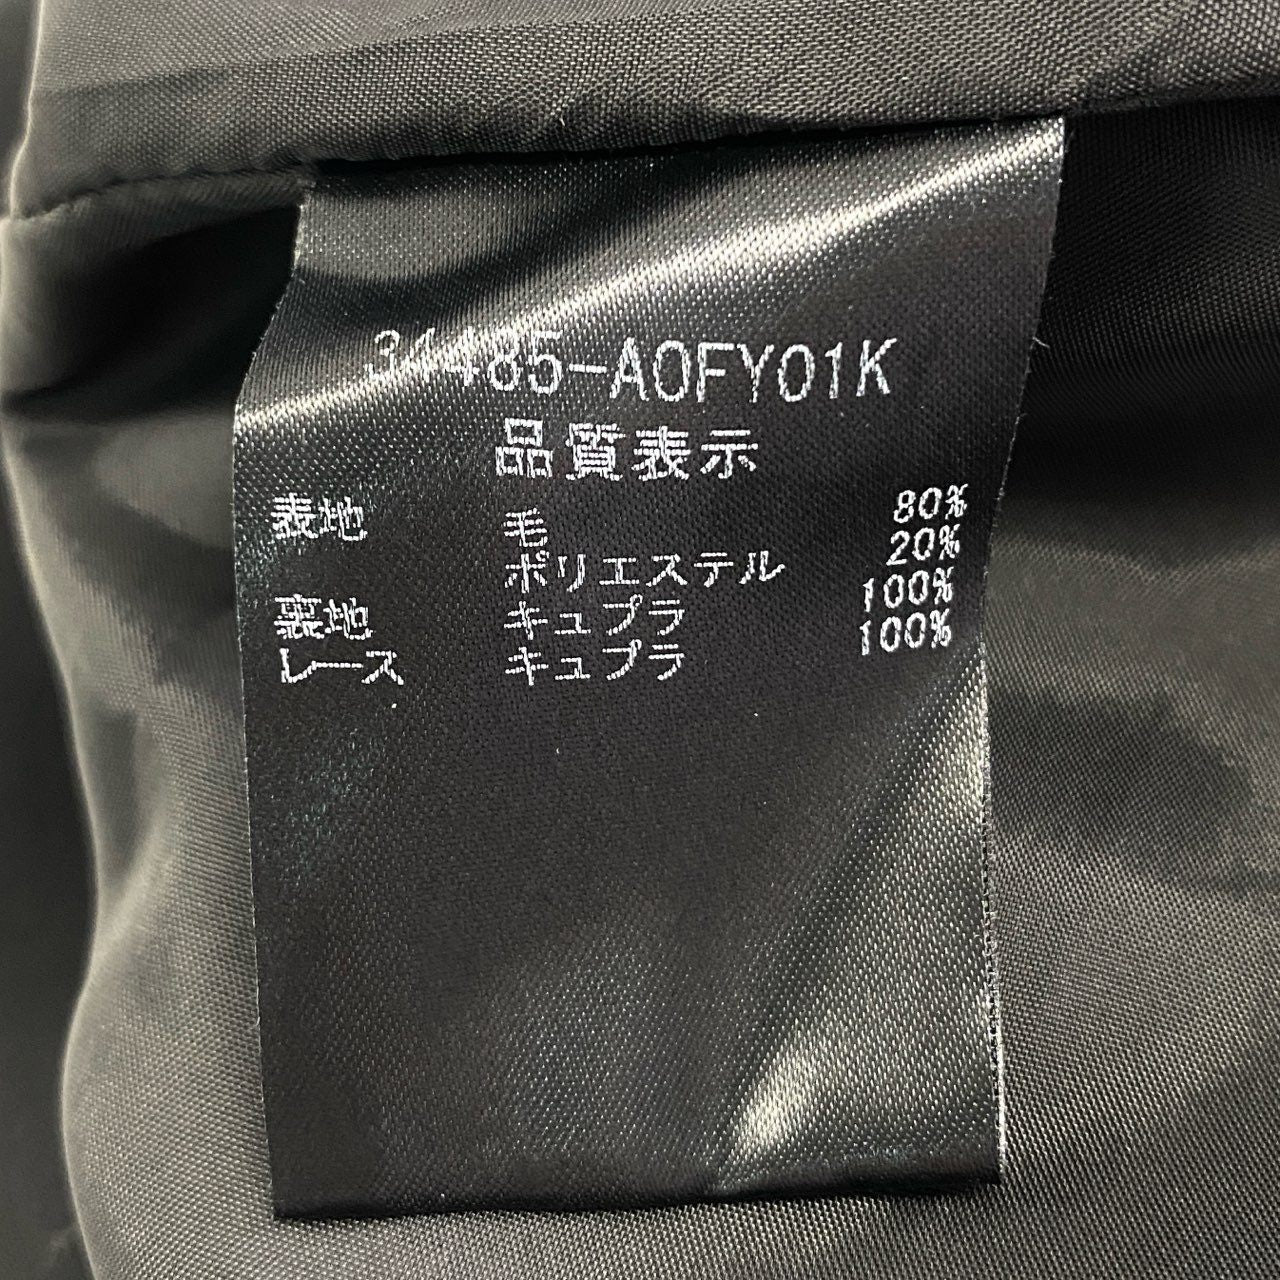 34485-A0FY01K
品質表示
表地 毛 80%
ポリエステル 20%
裏地 キュプラ 100%
レース キュプラ 100%